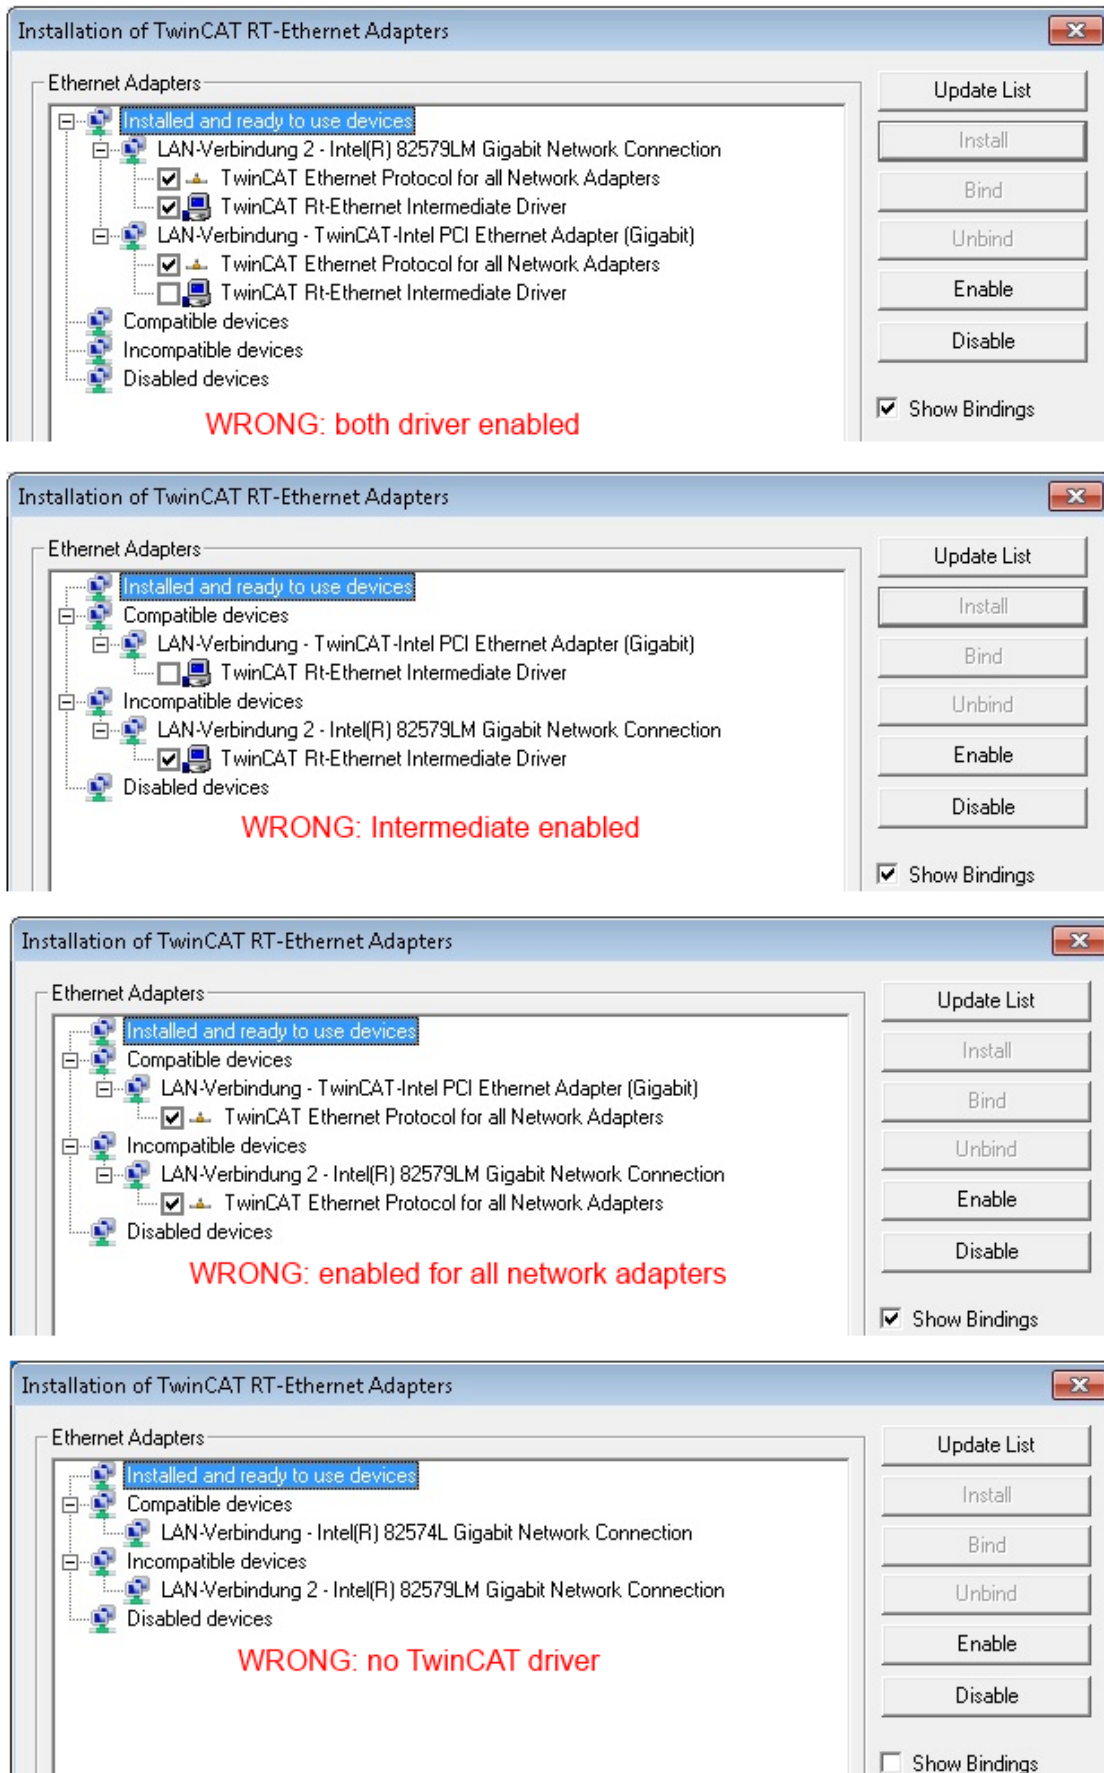 Installation of TwinCAT RT-Ethernet Adapters
Ethernet Adapters
Installed and ready to use devices
LAN-Verbindung 2 - Intel(R) 82579LM Gigabit Network Connection
TwinCAT Ethernet Protocol for all Network Adapters
TwinCAT Rt-Ethernet Intermediate Driver
LAN-Verbindung - TwinCAT-Intel PCI Ethernet Adapter (Gigabit)
TwinCAT Ethernet Protocol for all Network Adapters
TwinCAT Rt-Ethernet Intermediate Driver
Compatible devices
Incompatible devices
Disabled devices
WRONG: both driver enabled
Update List
Install
Bind
Unbind
Enable
Disable
Show Bindings
Installation of TwinCAT RT-Ethernet Adapters
Ethernet Adapters
Installed and ready to use devices
Compatible devices
LAN-Verbindung - TwinCAT-Intel PCI Ethernet Adapter (Gigabit)
TwinCAT Rt-Ethernet Intermediate Driver
Incompatible devices
LAN-Verbindung 2 - Intel(R) 82579LM Gigabit Network Connection
TwinCAT Rt-Ethernet Intermediate Driver
Disabled devices
WRONG: Intermediate enabled
Update List
Install
Bind
Unbind
Enable
Disable
Show Bindings
Installation of TwinCAT RT-Ethernet Adapters
Ethernet Adapters
Installed and ready to use devices
Compatible devices
LAN-Verbindung - TwinCAT-Intel PCI Ethernet Adapter (Gigabit)
TwinCAT Ethernet Protocol for all Network Adapters
Incompatible devices
LAN-Verbindung 2 - Intel(R) 82579LM Gigabit Network Connection
TwinCAT Ethernet Protocol for all Network Adapters
Disabled devices
WRONG: enabled for all network adapters
Update List
Install
Bind
Unbind
Enable
Disable
Show Bindings
Installation of TwinCAT RT-Ethernet Adapters
Ethernet Adapters
Installed and ready to use devices
Compatible devices
LAN-Verbindung - Intel(R) 82574L Gigabit Network Connection
Incompatible devices
LAN-Verbindung 2 - Intel(R) 82579LM Gigabit Network Connection
Disabled devices
WRONG: no TwinCAT driver
Update List
Install
Bind
Unbind
Enable
Disable
Show Bindings